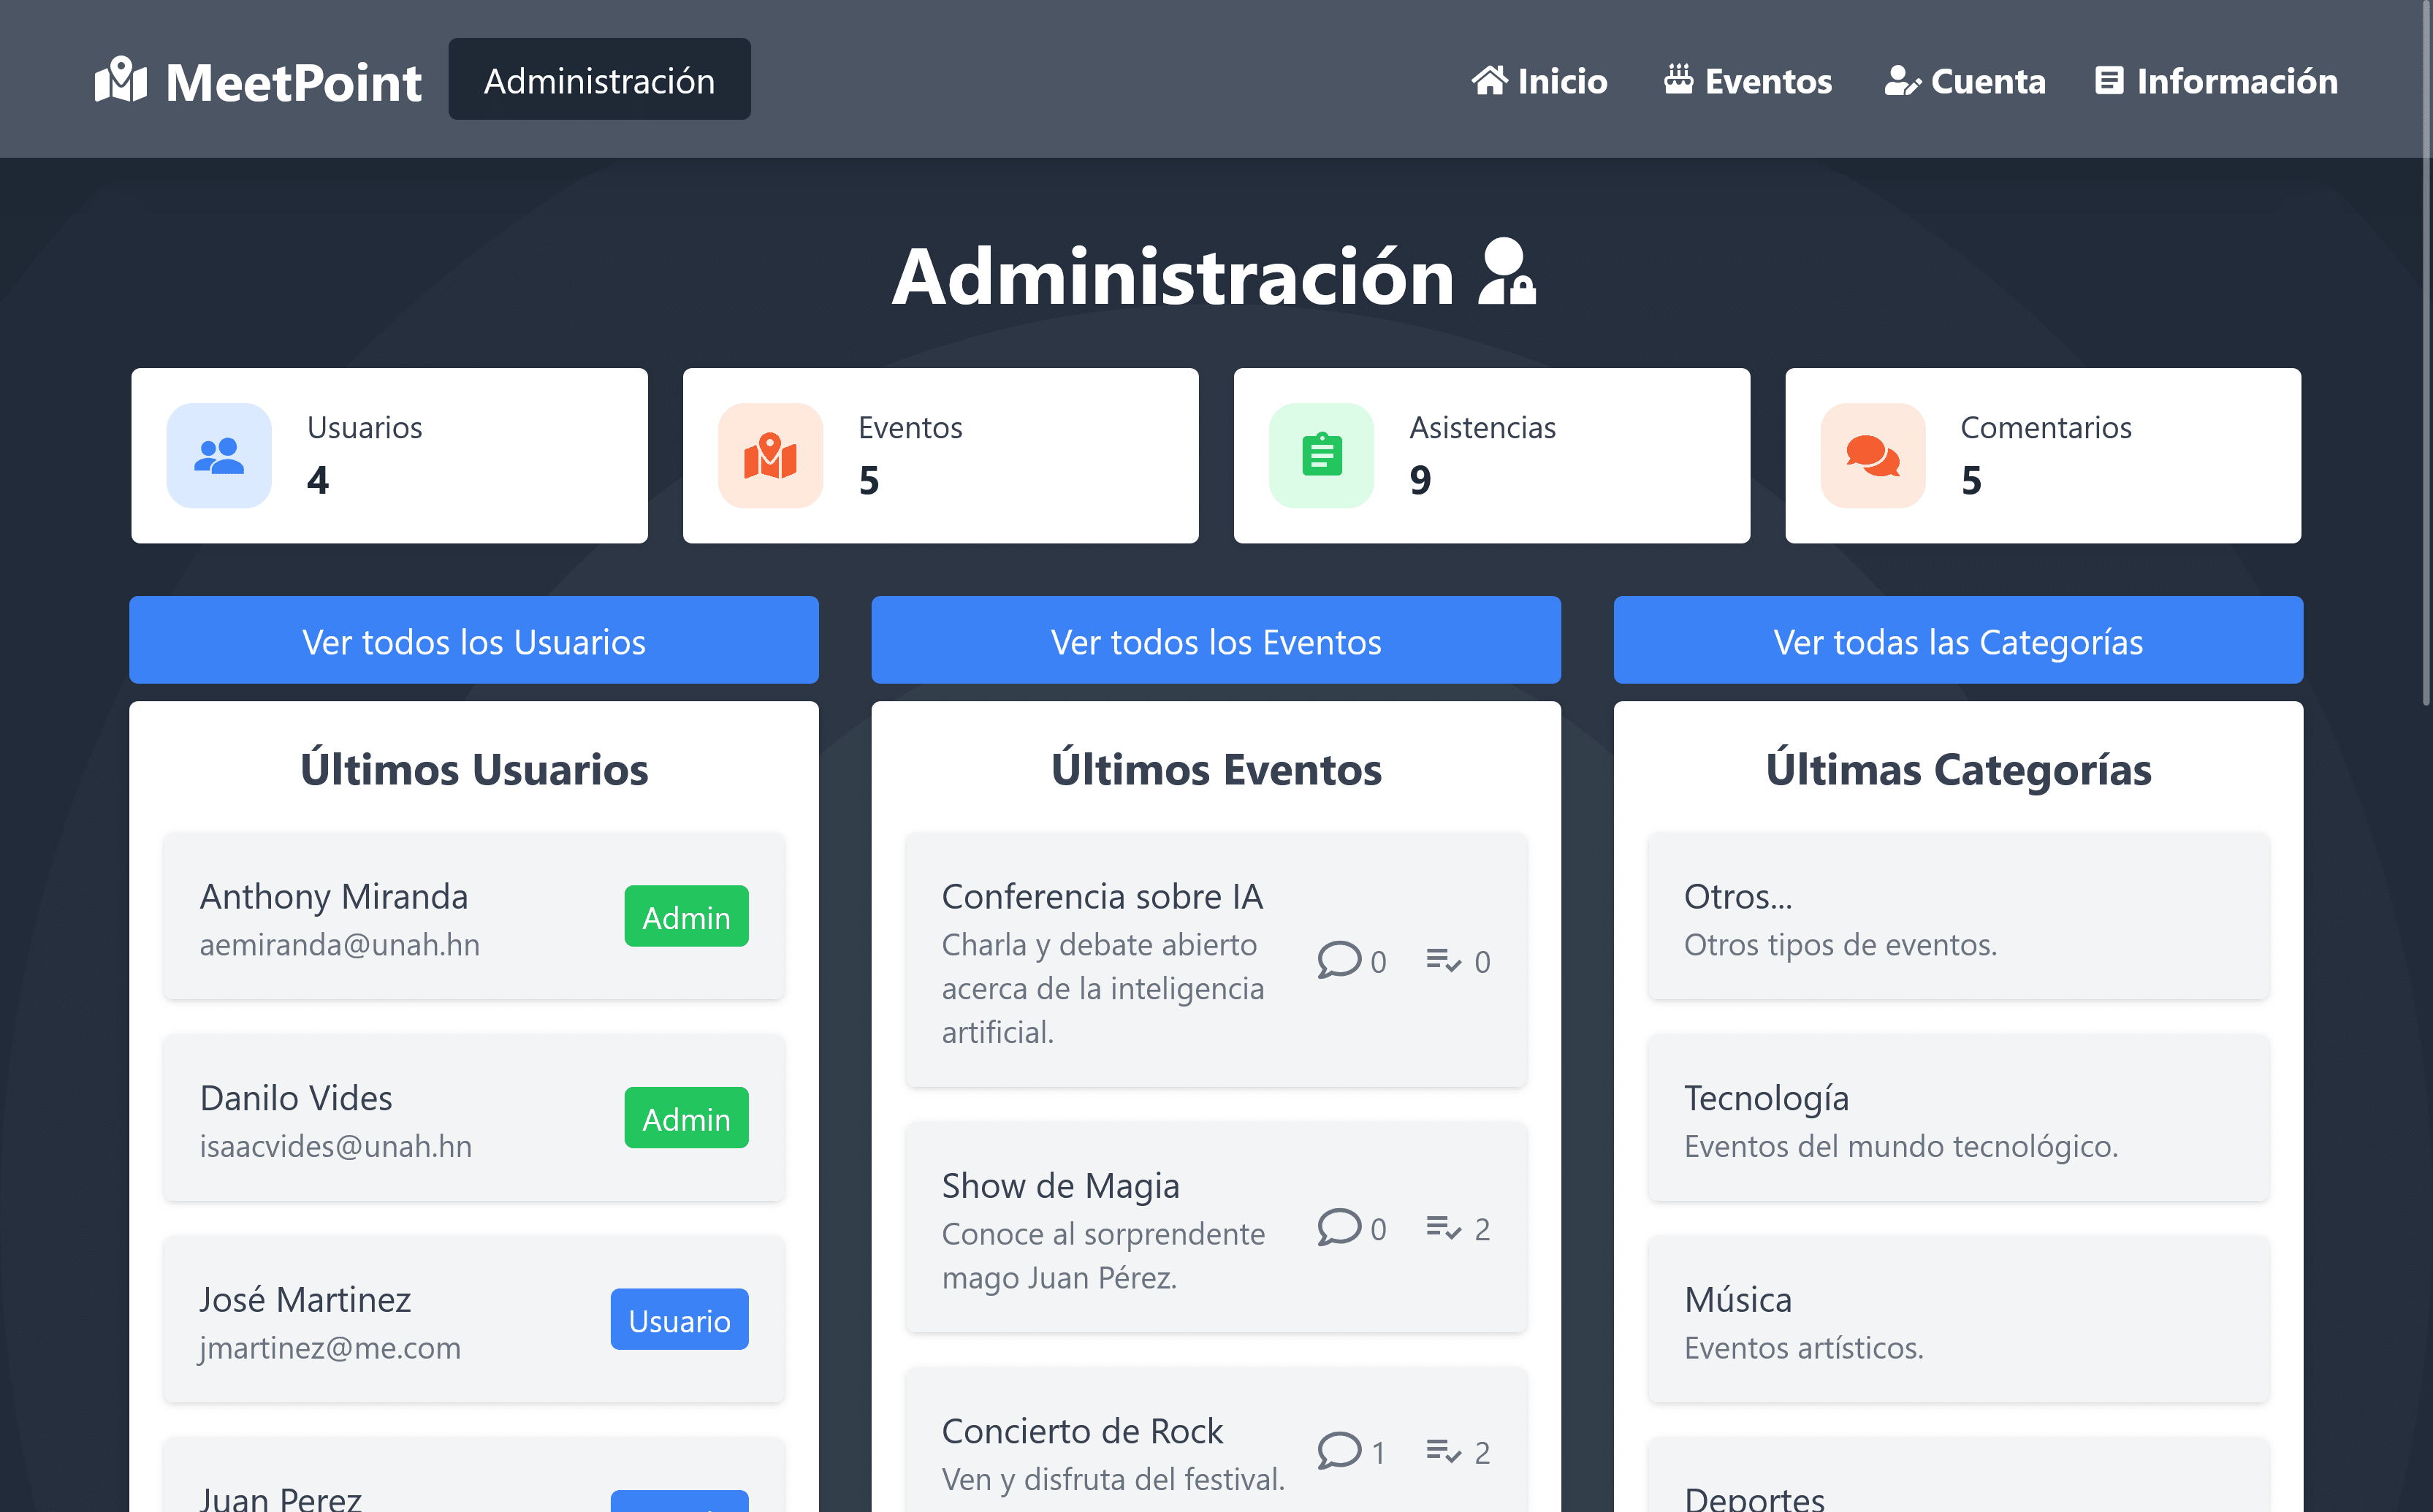 MeetPoint
Administración
Inicio
Eventos
Cuenta
Información
Administración
Usuarios
4
Eventos
5
Asistencias
9
Comentarios
5
Ver todos los Usuarios
Ver todos los Eventos
Ver todas las Categorías
Últimos Usuarios
Anthony Miranda
aemiranda@unah.hn
Admin
Danilo Vides
isaacvides@unah.hn
Admin
José Martinez
jmartinez@me.com
Usuario
Juan Perez
Últimos Eventos
Conferencia sobre IA
Charla y debate abierto
acerca de la inteligencia
artificial.
0
0
Show de Magia
Conoce al sorprendente
mago Juan Pérez.
0
2
Concierto de Rock
Ven y disfruta del festival.
1
2
Últimas Categorías
Otros...
Otros tipos de eventos.
Tecnología
Eventos del mundo tecnológico.
Música
Eventos artísticos.
Deportes